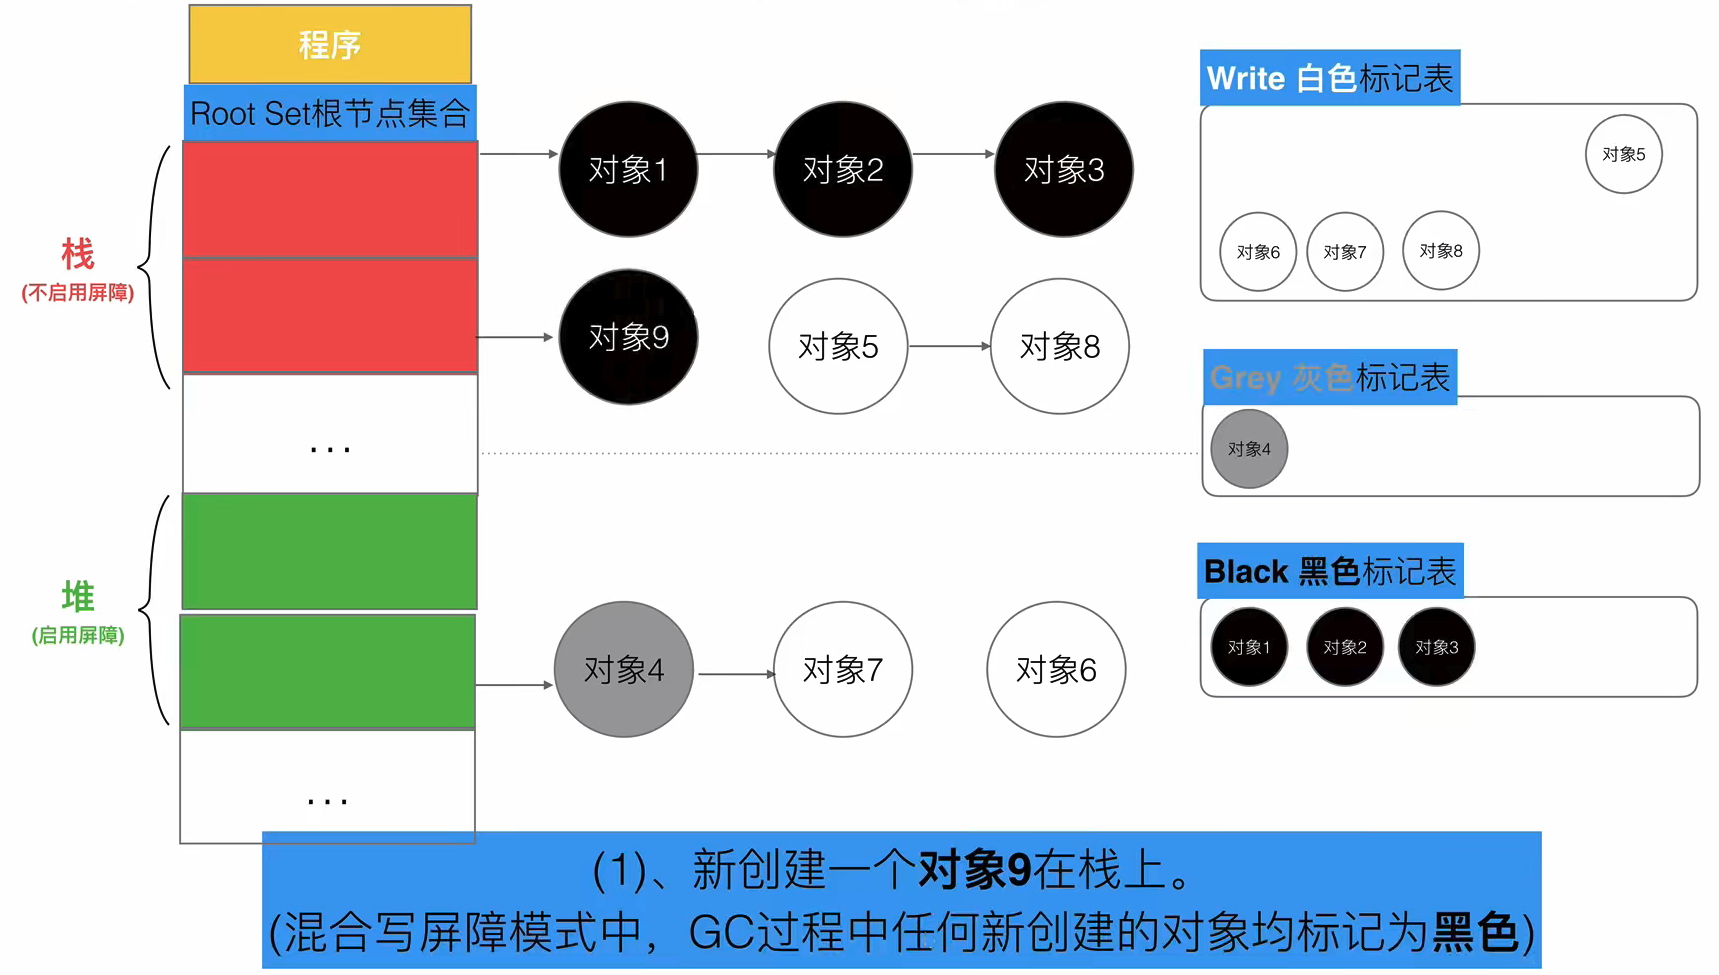 程序
Root Set根节点集合
栈
(不启用屏障)
...
堆
(启用屏障)
...
对象1
对象2
对象3
对象9
对象5
对象8
对象4
对象7
对象6
Write 白色标记表
对象5
对象6
对象7
对象8
Grey 灰色标记表
对象4
Black 黑色标记表
对象1
对象2
对象3
(1)、新创建一个对象9在栈上。
(混合写屏障模式中，GC过程中任何新创建的对象均标记为黑色)